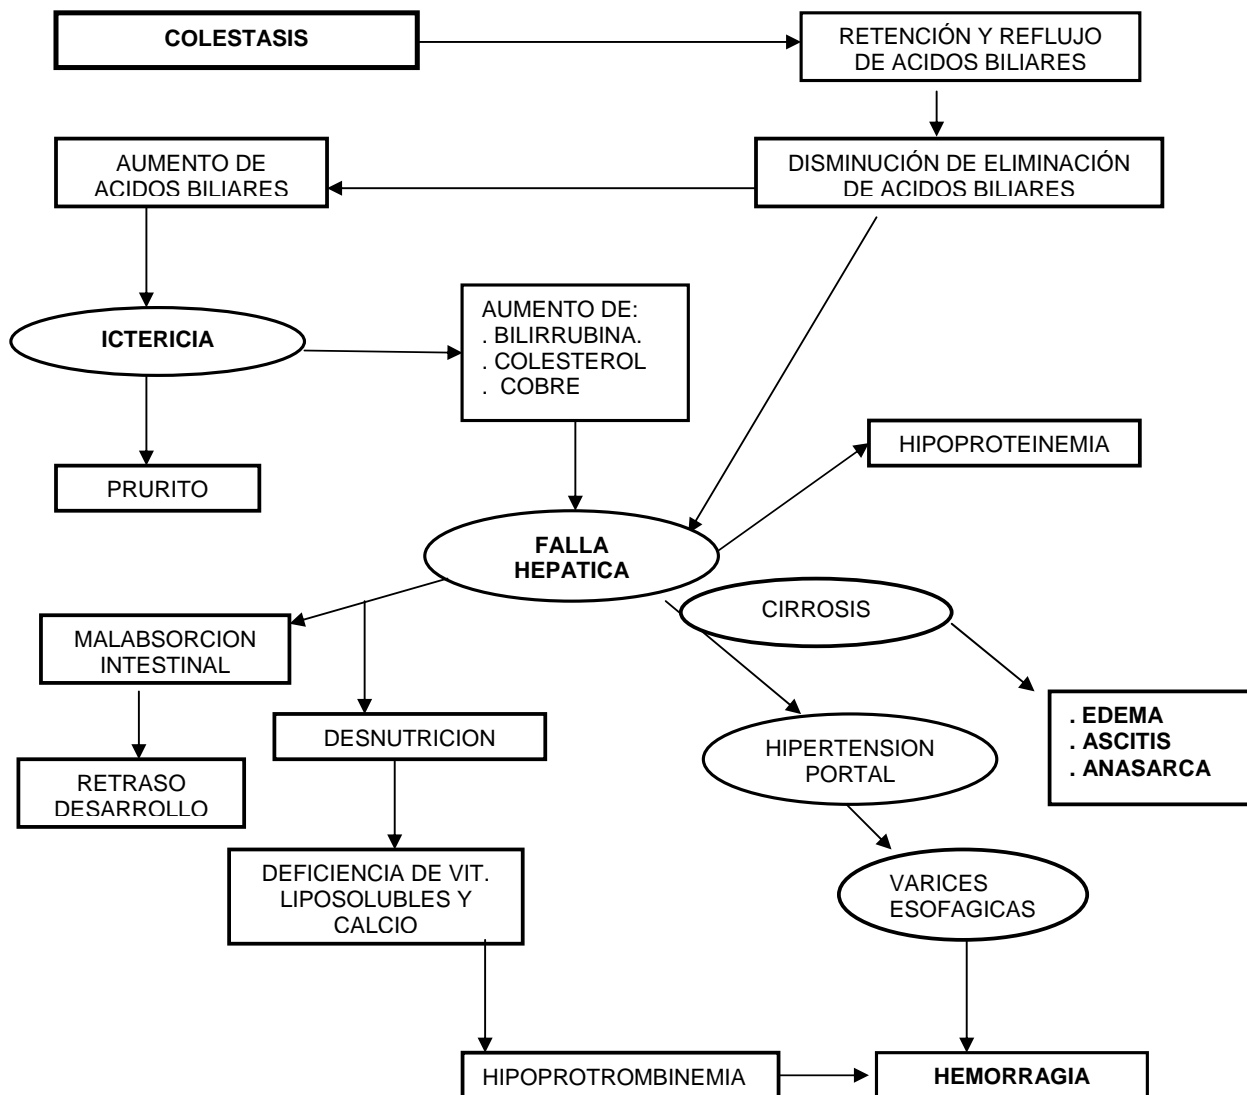 COLESTASIS
RETENCIÓN Y REFLUJO
DE ACIDOS BILIARES
AUMENTO DE
ACIDOS BILIARES
DISMINUCIÓN DE ELIMINACIÓN
DE ACIDOS BILIARES
ICTERICIA
AUMENTO DE:
. BILIRRUBINA.
. COLESTEROL
. COBRE
HIPOPROTEINEMIA
PRURITO
FALLA
HEPATICA
CIRROSIS
MALABSORCION
INTESTINAL
. EDEMA
. ASCITIS
. ANASARCA
DESNUTRICION
HIPERTENSION
PORTAL
RETRASO
DESARROLLO
DEFICIENCIA DE VIT.
LIPOSOLUBLES Y
CALCIO
VARICES
ESOFAGICAS
HIPOPROTROMBINEMIA
HEMORRAGIA